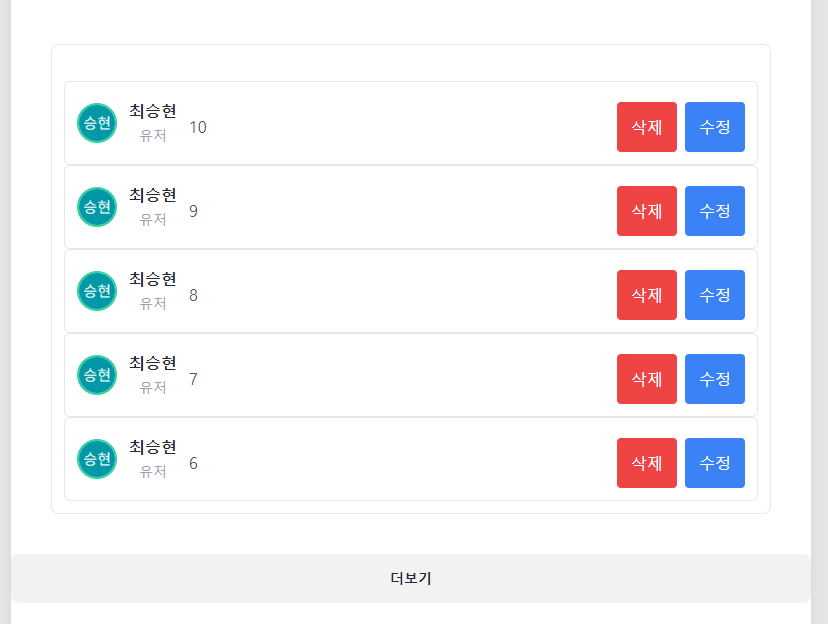 승현 최승현 유저 10 삭제 수정
승현 최승현 유저 9 삭제 수정
승현 최승현 유저 8 삭제 수정
승현 최승현 유저 7 삭제 수정
승현 최승현 유저 6 삭제 수정
더보기